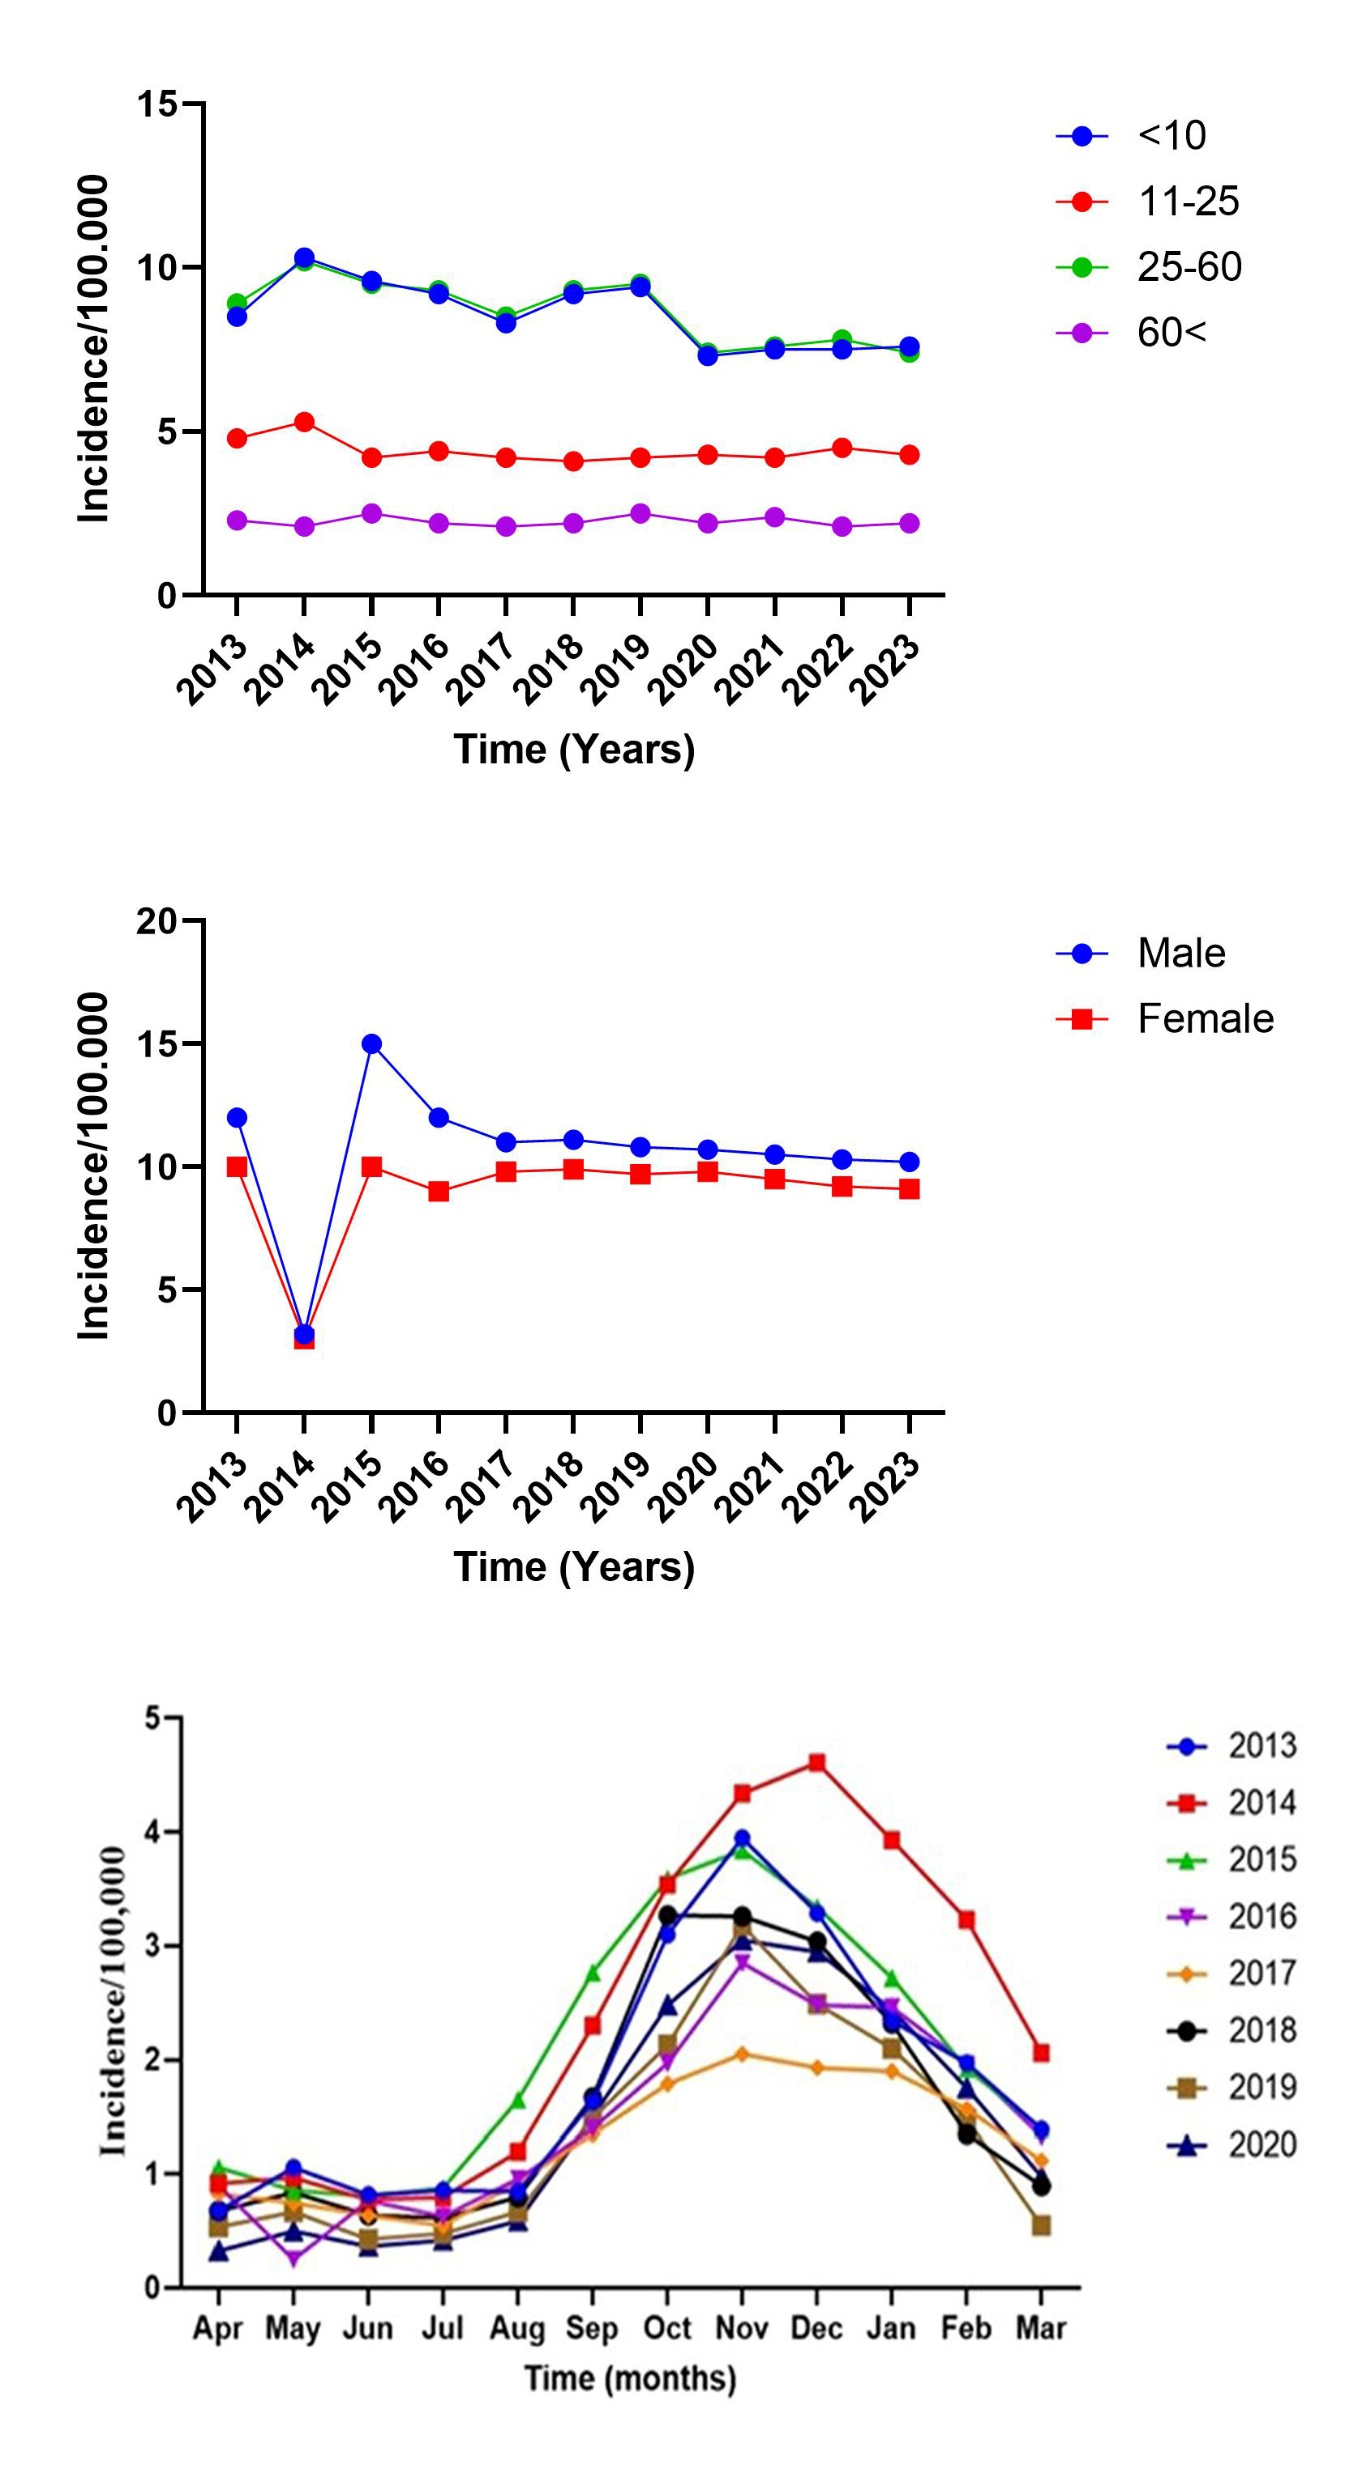 15
10
5
0
Incidence/100.000
2013 2014 2015 2016 2017 2018 2019 2020 2021 2022 2023
Time (Years)
<10
11-25
25-60
60<
20
15
10
5
0
Incidence/100.000
2013 2014 2015 2016 2017 2018 2019 2020 2021 2022 2023
Time (Years)
Male
Female
5
4
3
2
1
0
Incidence/100,000
Apr May Jun Jul Aug Sep Oct Nov Dec Jan Feb Mar
Time (months)
2013
2014
2015
2016
2017
2018
2019
2020